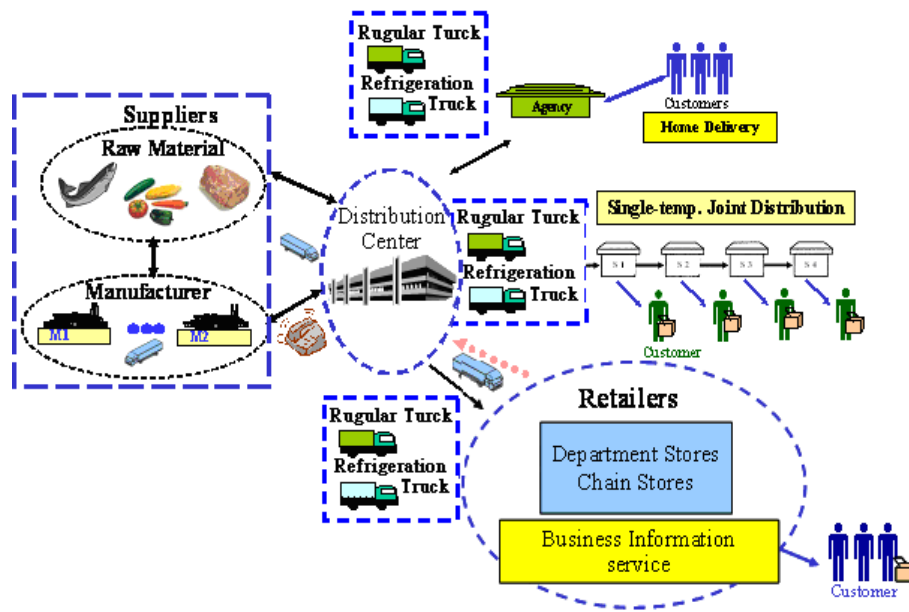 Rugular Turck
Refrigeration
Truck
Agency
Customers
Home Delivery
Suppliers
Raw Material
Manufacturer
M1
M2
Distribution
Center
Rugular Turck
Refrigeration
Truck
Single-temp. Joint Distribution
S 1
S 2
S 3
S 4
Customer
Rugular Turck
Refrigeration
Truck
Retailers
Department Stores
Chain Stores
Business Information
service
Customer